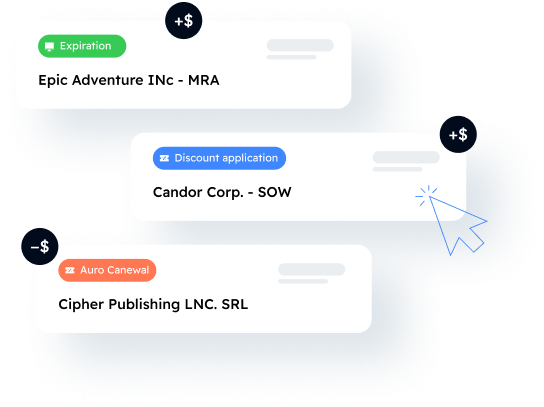 +$
Expiration
Epic Adventure INc - MRA
+$
Discount application
Candor Corp. - SOW
–$
Auro Canewal
Cipher Publishing LNC. SRL